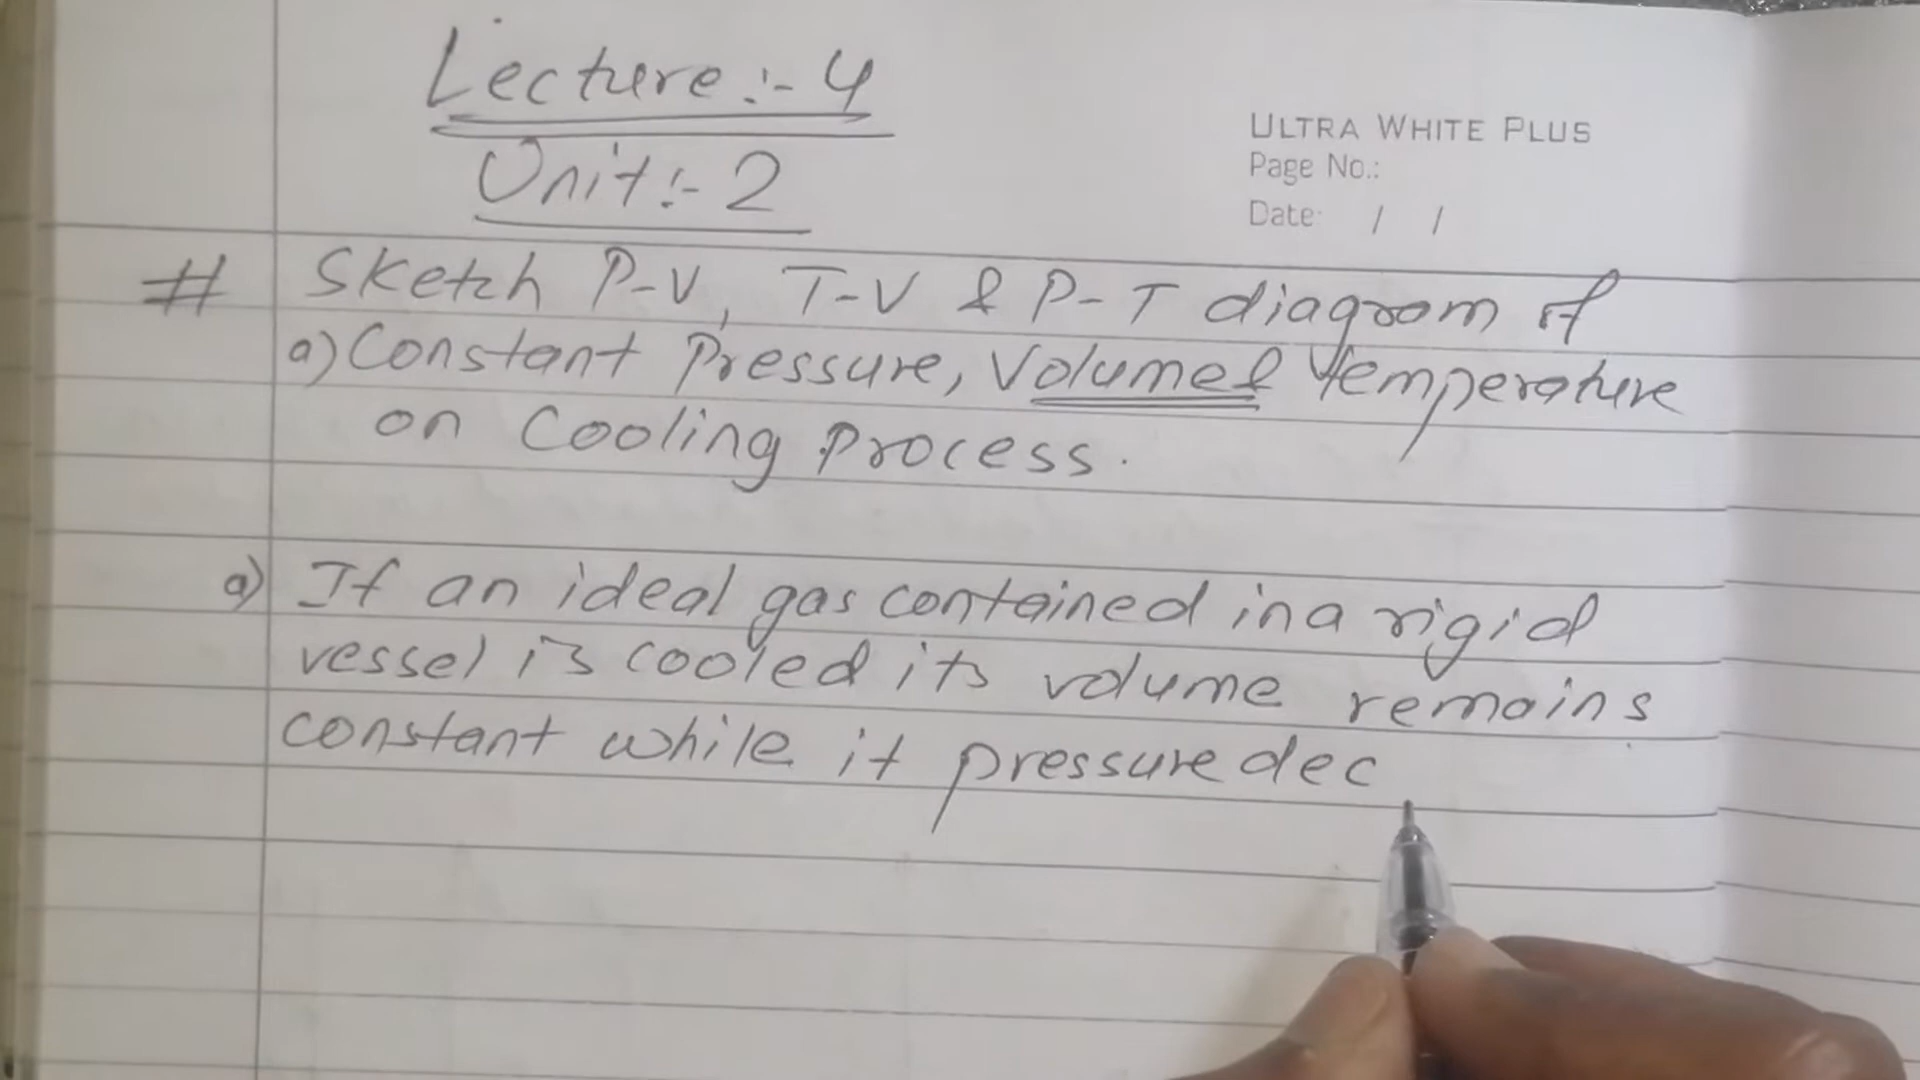 Lecture :- 4
Unit :- 2
ULTRA WHITE PLUS
Page No.:
Date: / /
# Sketch P-V, T-V & P-T diagram of
a) Constant Pressure, Volume & temperature
on Cooling process.
a) If an ideal gas contained in a rigid
vessel is cooled its volume remains
constant while it pressure dec